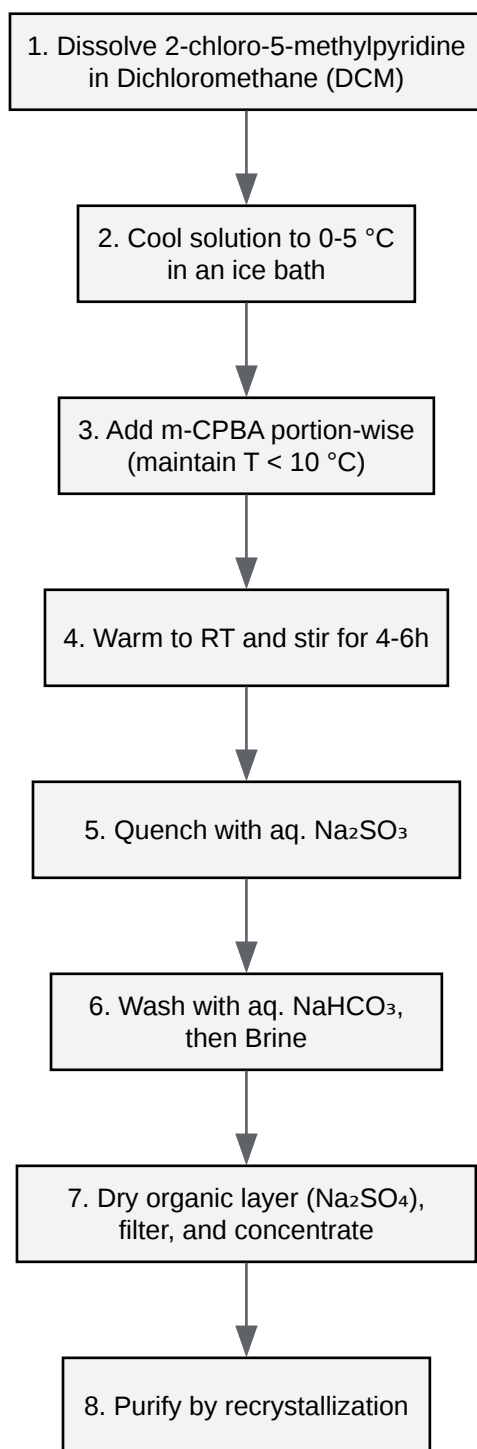 1. Dissolve 2-chloro-5-methylpyridine
in Dichloromethane (DCM)
2. Cool solution to 0-5 °C
in an ice bath
3. Add m-CPBA portion-wise
(maintain T < 10 °C)
4. Warm to RT and stir for 4-6h
5. Quench with aq. Na₂SO₃
6. Wash with aq. NaHCO₃,
then Brine
7. Dry organic layer (Na₂SO₄),
filter, and concentrate
8. Purify by recrystallization